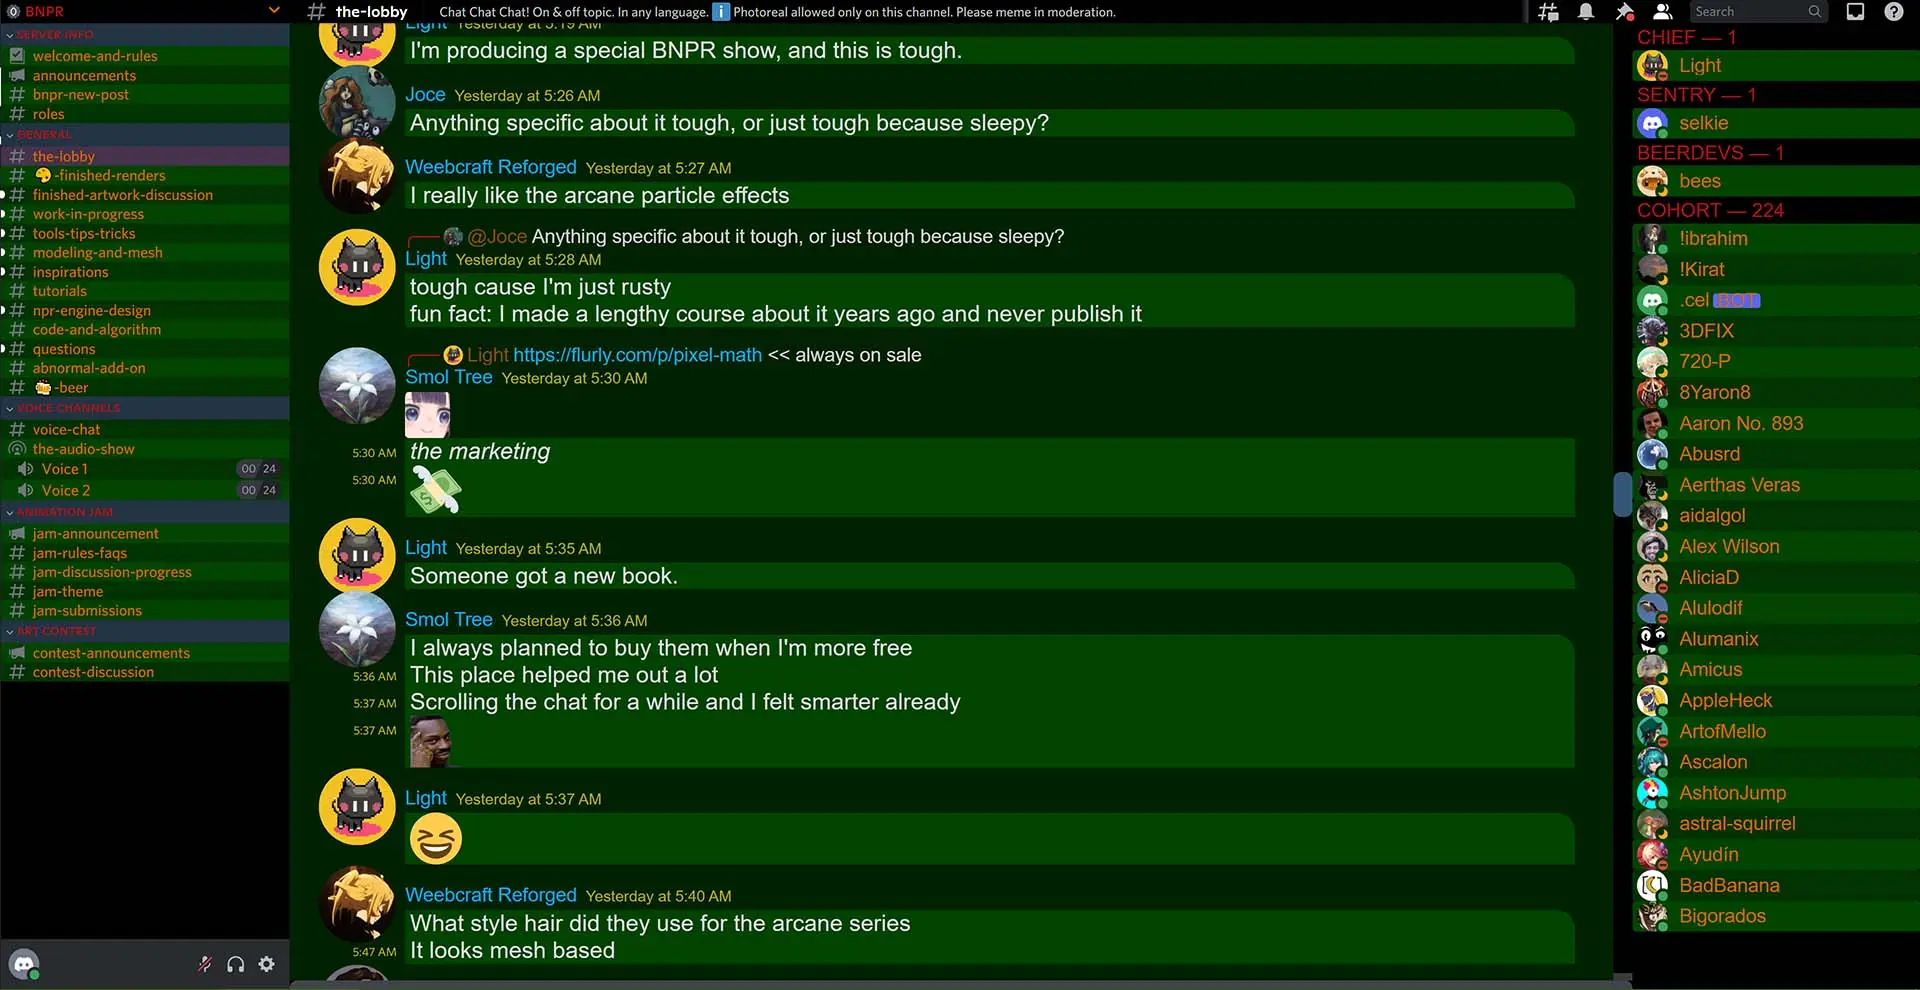 BNPR
SERVER INFO
welcome-and-rules
announcements
bnpr-new-post
roles
GENERAL
the-lobby
-finished-renders
finished-artwork-discussion
work-in-progress
tools-tips-tricks
modeling-and-mesh
inspirations
tutorials
npr-engine-design
code-and-algorithm
questions
abnormal-add-on
-beer
VOICE CHANNELS
voice-chat
the-audio-show
Voice 1 00 24
Voice 2 00 24
ANIMATION JAM
jam-announcement
jam-rules-faqs
jam-discussion-progress
jam-theme
jam-submissions
ART CONTEST
contest-announcements
contest-discussion
the-lobby Chat Chat Chat! On & off topic. In any language. ℹ️ Photoreal allowed only on this channel. Please meme in moderation.
Search
Light Yesterday at 5:19 AM
I'm producing a special BNPR show, and this is tough.
Joce Yesterday at 5:26 AM
Anything specific about it tough, or just tough because sleepy?
Weebcraft Reforged Yesterday at 5:27 AM
I really like the arcane particle effects
@Joce Anything specific about it tough, or just tough because sleepy?
Light Yesterday at 5:28 AM
tough cause I'm just rusty
fun fact: I made a lengthy course about it years ago and never publish it
Light https://flurly.com/p/pixel-math << always on sale
Smol Tree Yesterday at 5:30 AM
5:30 AM the marketing
5:30 AM
Light Yesterday at 5:35 AM
Someone got a new book.
Smol Tree Yesterday at 5:36 AM
I always planned to buy them when I'm more free
5:36 AM This place helped me out a lot
5:37 AM Scrolling the chat for a while and I felt smarter already
5:37 AM
Light Yesterday at 5:37 AM
Weebcraft Reforged Yesterday at 5:40 AM
What style hair did they use for the arcane series
5:47 AM It looks mesh based
CHIEF — 1
Light
SENTRY — 1
selkie
BEERDEVS — 1
bees
COHORT — 224
!ibrahim
!Kirat
.cel BOT
3DFIX
720-P
8Yaron8
Aaron No. 893
Abusrd
Aerthas Veras
aidalgol
Alex Wilson
AliciaD
Alulodif
Alumanix
Amicus
AppleHeck
ArtofMello
Ascalon
AshtonJump
astral-squirrel
Ayudín
BadBanana
Bigorados